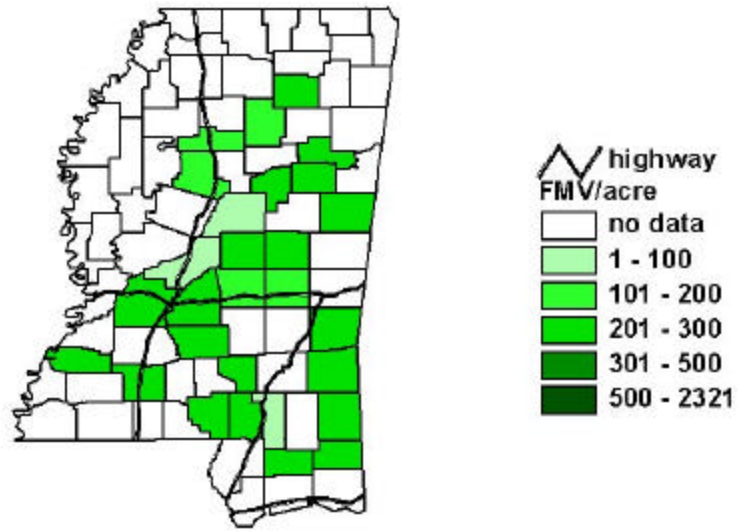 highway
FMV/acre
no data
1 - 100
101 - 200
201 - 300
301 - 500
500 - 2321